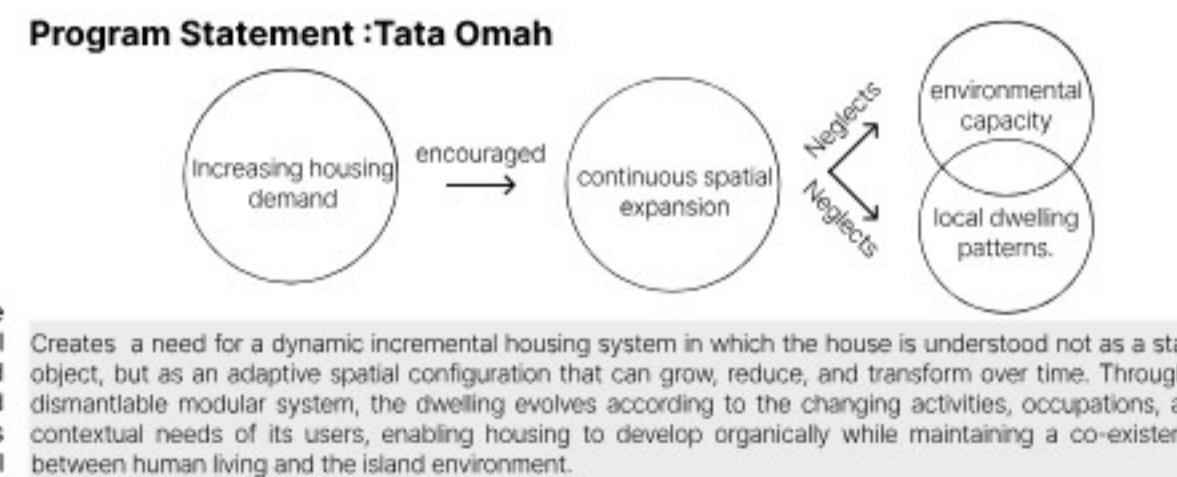 Program Statement :Tata Omah
Increasing housing
demand
encouraged
continuous spatial
expansion
Neglects
Neglects
environmental
capacity
local dwelling
patterns.
Creates a need for a dynamic incremental housing system in which the house is understood not as a
object, but as an adaptive spatial configuration that can grow, reduce, and transform over time.
dismantlable modular system, the dwelling evolves according to the changing activities, occupations,
contextual needs of its users, enabling housing to develop organically while maintaining a
between human living and the island environment.